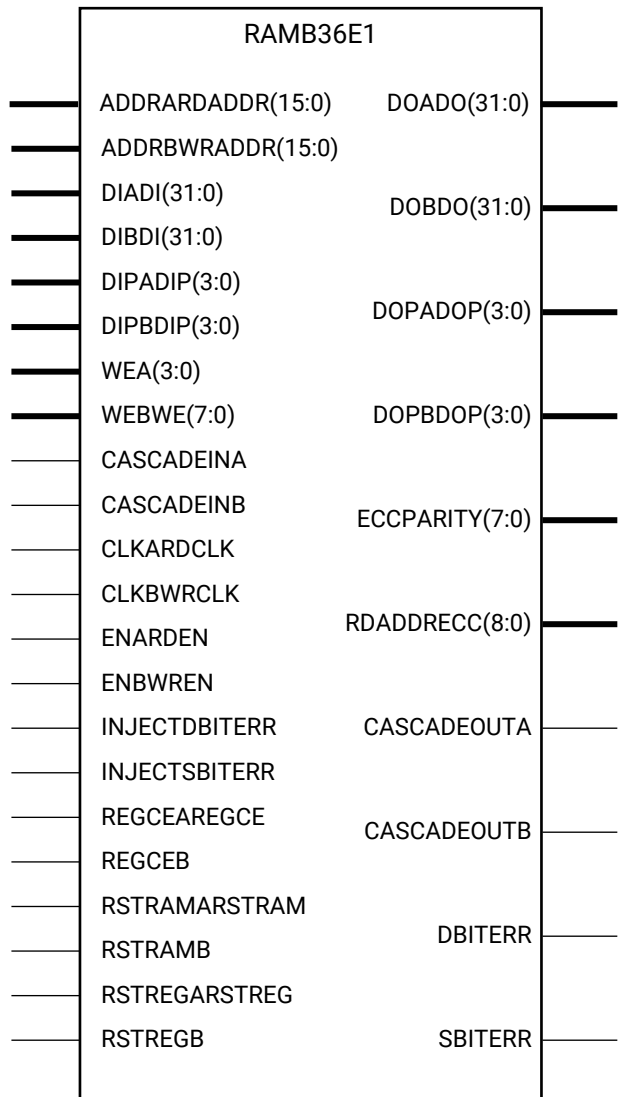 RAMB36E1
ADDRARDADDR(15:0)
ADDRBWRADDR(15:0)
DIADI(31:0)
DIBDI(31:0)
DIPADIP(3:0)
DIPBDIP(3:0)
WEA(3:0)
WEBWE(7:0)
CASCADEINA
CASCADEINB
CLKARDCLK
CLKBWRCLK
ENARDEN
ENBWREN
INJECTDBITERR
INJECTSBITERR
REGCEAREGCE
REGCEB
RSTRAMARSTRAM
RSTRAMB
RSTREGARSTREG
RSTREGB
DOADO(31:0)
DOBDO(31:0)
DOPADOP(3:0)
DOPBDOP(3:0)
ECCPARITY(7:0)
RDADDRECC(8:0)
CASCADEOUTA
CASCADEOUTB
DBITERR
SBITERR